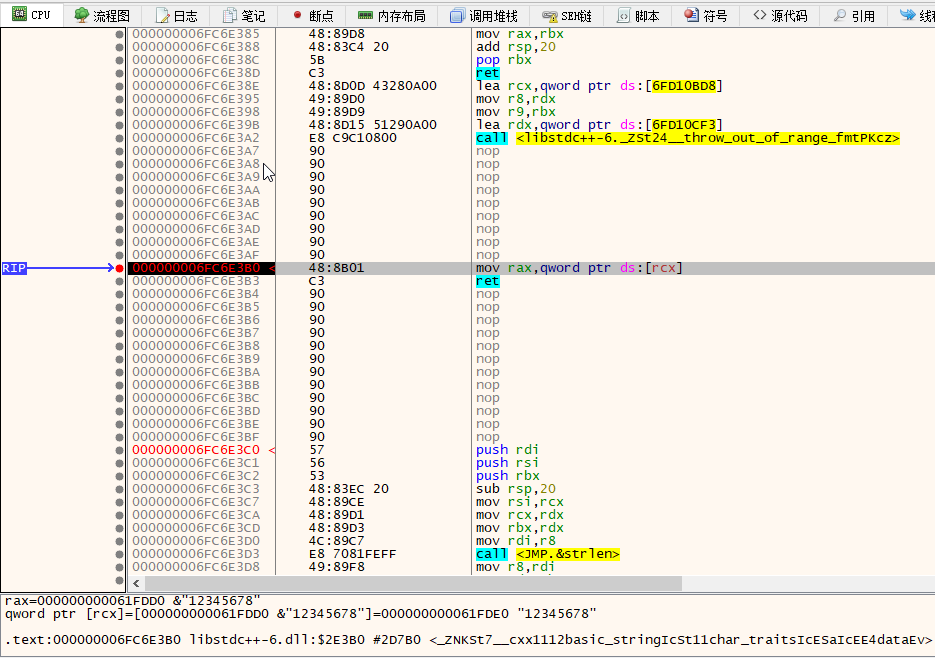 CPU 流程图 日志 笔记 断点 内存布局 调用堆栈 SEH链 脚本 符号 源代码 引用
000000006FC6E385 48:89D8 mov rax,rbx
000000006FC6E388 48:83C4 20 add rsp,20
000000006FC6E38C 5B pop rbx
000000006FC6E38D C3 ret
000000006FC6E38E 48:8D0D 43280A00 lea rcx,qword ptr ds:[6FD10BD8]
000000006FC6E395 49:89D0 mov r8,rdx
000000006FC6E398 49:89D9 mov r9,rbx
000000006FC6E39B 48:8D15 51290A00 lea rdx,qword ptr ds:[6FD10CF3]
000000006FC6E3A2 E8 C9C10800 call <libstdc++-6._ZSt24__throw_out_of_range_fmtPKcz>
000000006FC6E3A7 90 nop
000000006FC6E3A8 90 nop
000000006FC6E3A9 90 nop
000000006FC6E3AA 90 nop
000000006FC6E3AB 90 nop
000000006FC6E3AC 90 nop
000000006FC6E3AD 90 nop
000000006FC6E3AE 90 nop
000000006FC6E3AF 90 nop
RIP 000000006FC6E3B0 < 48:8B01 mov rax,qword ptr ds:[rcx]
000000006FC6E3B3 C3 ret
000000006FC6E3B4 90 nop
000000006FC6E3B5 90 nop
000000006FC6E3B6 90 nop
000000006FC6E3B7 90 nop
000000006FC6E3B8 90 nop
000000006FC6E3B9 90 nop
000000006FC6E3BA 90 nop
000000006FC6E3BB 90 nop
000000006FC6E3BC 90 nop
000000006FC6E3BD 90 nop
000000006FC6E3BE 90 nop
000000006FC6E3BF 90 nop
000000006FC6E3C0 < 57 push rdi
000000006FC6E3C1 56 push rsi
000000006FC6E3C2 53 push rbx
000000006FC6E3C3 48:83EC 20 sub rsp,20
000000006FC6E3C7 48:89CE mov rsi,rcx
000000006FC6E3CA 48:89D1 mov rcx,rdx
000000006FC6E3CD 48:89D3 mov rbx,rdx
000000006FC6E3D0 4C:89C7 mov rdi,r8
000000006FC6E3D3 E8 7081FEFF call <JMP.&strlen>
000000006FC6E3D8 49:89F8 mov r8,rdi
rax=000000000061FDD0 &"12345678"
qword ptr [rcx]=[000000000061FDD0 &"12345678"]=000000000061FDE0 "12345678"
.text:000000006FC6E3B0 libstdc++-6.dll:$2E3B0 #2D7B0 <_ZNKSt7__cxx1112basic_stringIcSt11char_traitsIcESaIcEE4dataEv>